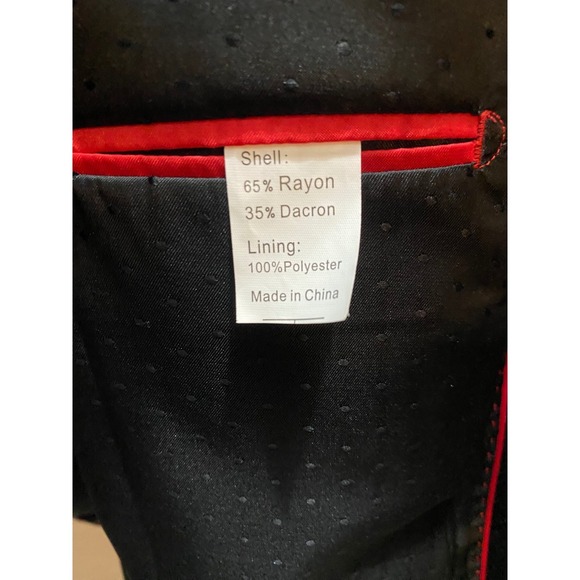 Shell:
65% Rayon
35% Dacron
Lining:
100%Polyester
Made in China